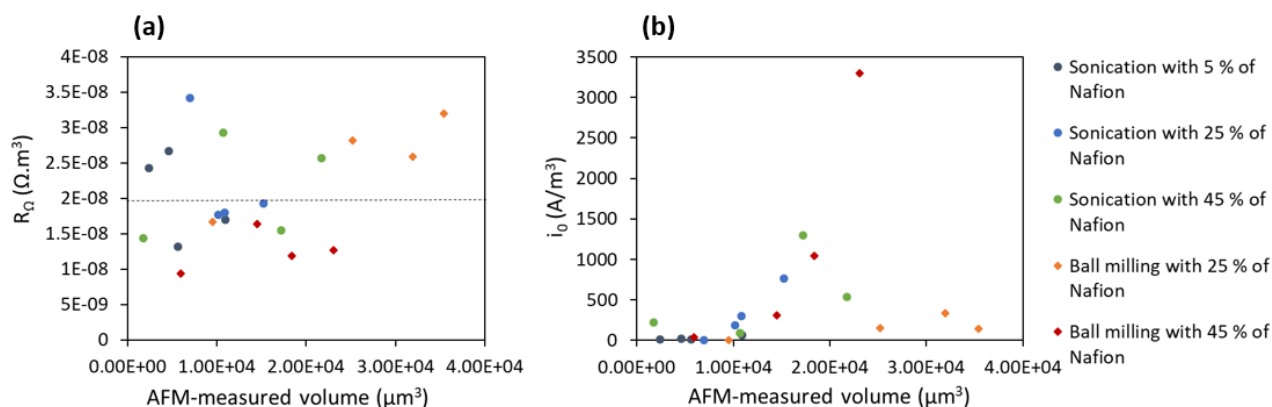 (a)
4E-08
3.5E-08
3E-08
2.5E-08
2E-08
1.5E-08
1E-08
5E-09
0
0.00E+00 1.00E+04 2.00E+04 3.00E+04 4.00E+04
R_Ω (Ω.m³)
AFM-measured volume (µm³)
(b)
3500
3000
2500
2000
1500
1000
500
0
0.00E+00 1.00E+04 2.00E+04 3.00E+04 4.00E+04
i₀ (A/m³)
AFM-measured volume (µm³)
Sonication with 5 % of
Nafion
Sonication with 25 % of
Nafion
Sonication with 45 % of
Nafion
Ball milling with 25 % of
Nafion
Ball milling with 45 % of
Nafion